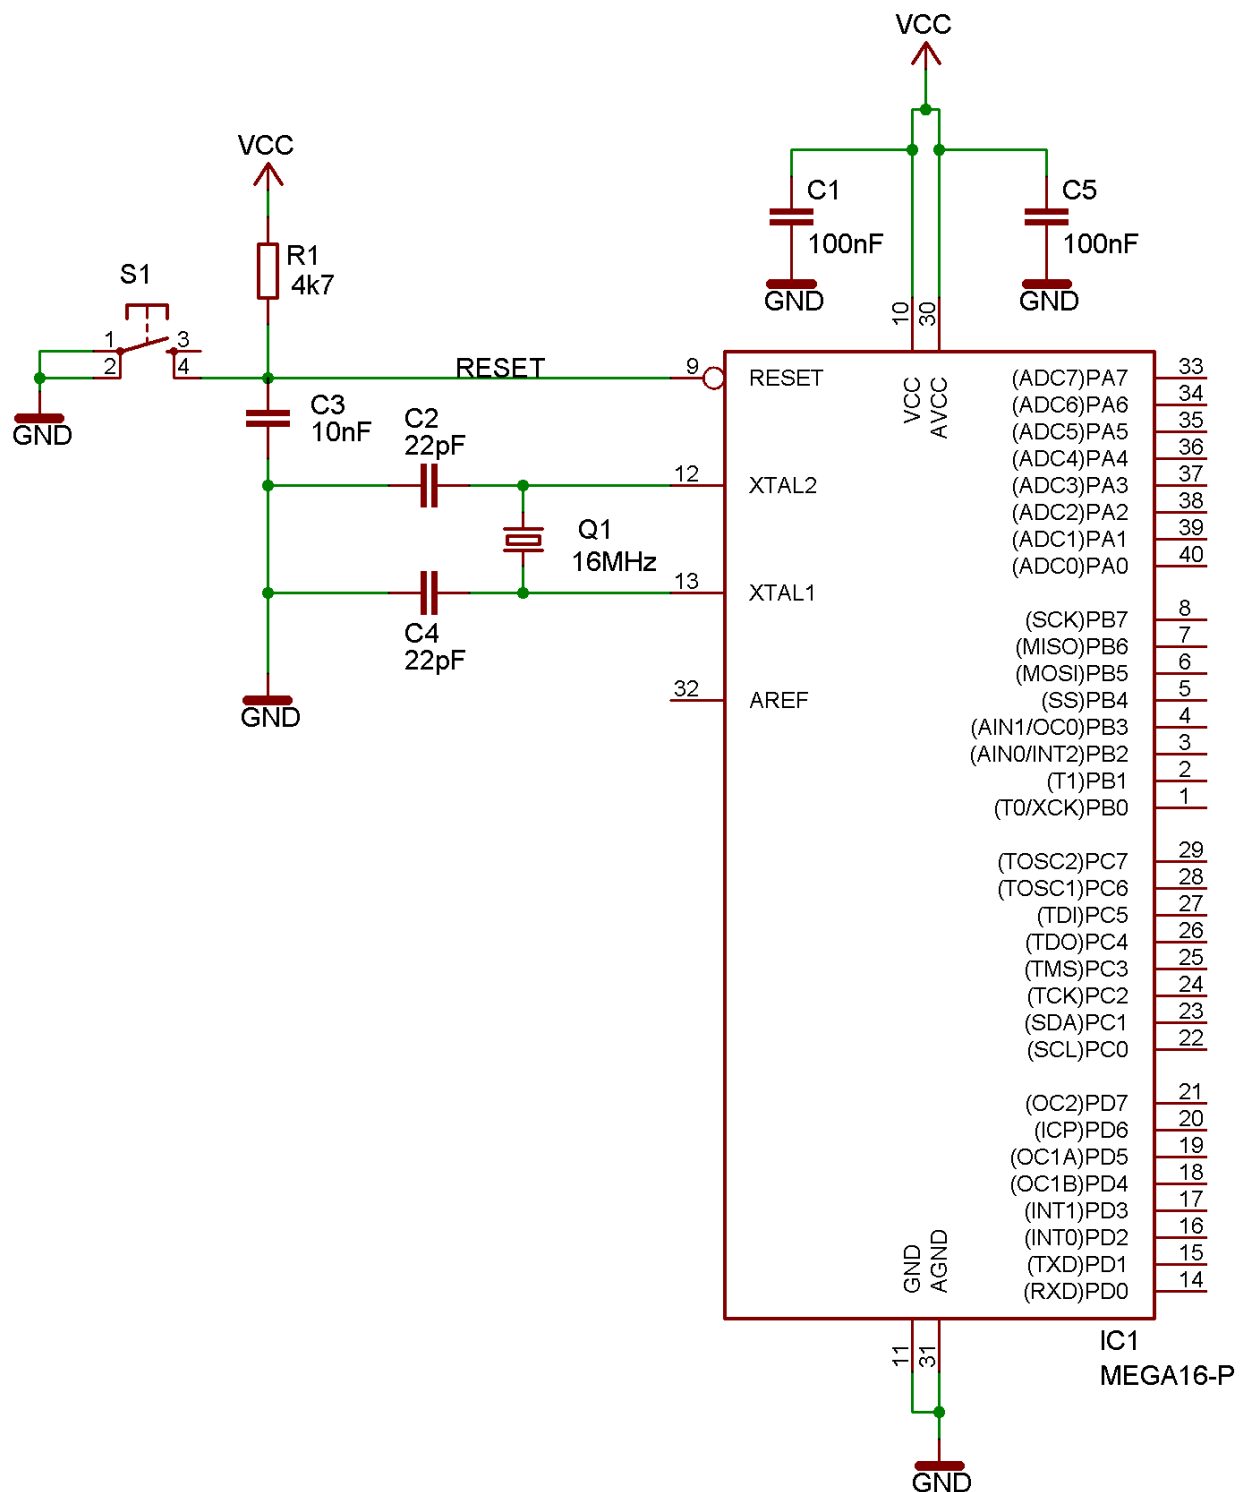 VCC
VCC
C1
100nF
GND
C5
100nF
GND
R1
4k7
S1
1
2
3
4
GND
RESET
C3
10nF
C2
22pF
Q1
16MHz
C4
22pF
GND
10
30
VCC
AVCC
9 RESET
12 XTAL2
13 XTAL1
32 AREF
(ADC7)PA7 33
(ADC6)PA6 34
(ADC5)PA5 35
(ADC4)PA4 36
(ADC3)PA3 37
(ADC2)PA2 38
(ADC1)PA1 39
(ADC0)PA0 40
(SCK)PB7 8
(MISO)PB6 7
(MOSI)PB5 6
(SS)PB4 5
(AIN1/OC0)PB3 4
(AIN0/INT2)PB2 3
(T1)PB1 2
(T0/XCK)PB0 1
(TOSC2)PC7 29
(TOSC1)PC6 28
(TDI)PC5 27
(TDO)PC4 26
(TMS)PC3 25
(TCK)PC2 24
(SDA)PC1 23
(SCL)PC0 22
(OC2)PD7 21
(ICP)PD6 20
(OC1A)PD5 19
(OC1B)PD4 18
(INT1)PD3 17
(INT0)PD2 16
(TXD)PD1 15
(RXD)PD0 14
GND
AGND
11
31
IC1
MEGA16-P
GND